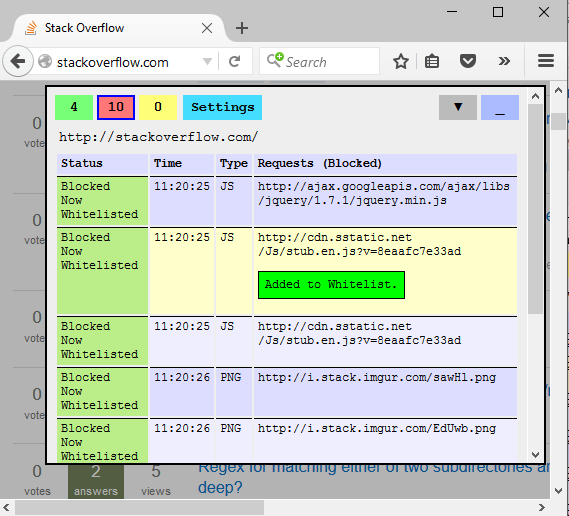 Stack Overflow
stackoverflow.com
Search
4 10 0 Settings ▼ _
http://stackoverflow.com/
Status Time Type Requests (Blocked)
Blocked
Now
Whitelisted
11:20:25 JS http://ajax.googleapis.com/ajax/libs
/jquery/1.7.1/jquery.min.js
Blocked
Now
Whitelisted
11:20:25 JS http://cdn.sstatic.net
/Js/stub.en.js?v=8eaafc7e33ad
Added to Whitelist.
Blocked
Now
Whitelisted
11:20:25 JS http://cdn.sstatic.net
/Js/stub.en.js?v=8eaafc7e33ad
Blocked
Now
Whitelisted
11:20:26 PNG http://i.stack.imgur.com/sawHl.png
Blocked
Now
Whitelisted
11:20:26 PNG http://i.stack.imgur.com/EdUwb.png
0
vote
0
vote
0
vote
0
vote
0
vote
0 2 5 Regex for matching either of two subdirectories an
votes answers views deep?